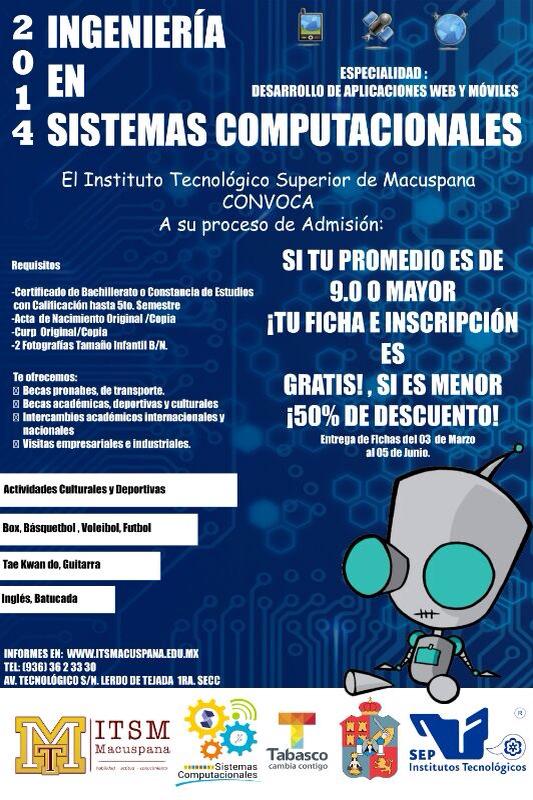 2014
INGENIERÍA
EN
SISTEMAS COMPUTACIONALES
ESPECIALIDAD :
DESARROLLO DE APLICACIONES WEB Y MÓVILES
El Instituto Tecnológico Superior de Macuspana
CONVOCA
A su proceso de Admisión:
Requisitos
-Certificado de Bachillerato o Constancia de Estudios
con Calificación hasta 5to. Semestre
-Acta de Nacimiento Original /Copia
-Curp Original/Copia
-2 Fotografías Tamaño Infantil B/N.
Te ofrecemos:
Becas pronabes, de transporte.
Becas académicas, deportivas y culturales
Intercambios académicos internacionales y
nacionales
Visitas empresariales e industriales.
SI TU PROMEDIO ES DE
9.0 O MAYOR
¡TU FICHA E INSCRIPCIÓN
ES
GRATIS! , SI ES MENOR
¡50% DE DESCUENTO!
Entrega de Fichas del 03 de Marzo
al 05 de Junio.
Actividades Culturales y Deportivas
Box, Básquetbol , Voleibol, Futbol
Tae Kwan do, Guitarra
Inglés, Batucada
INFORMES EN: WWW.ITSMACUSPANA.EDU.MX
TEL: (936) 36 2 33 30
AV. TECNOLÓGICO S/N. LERDO DE TEJADA 1RA. SECC
ITSM
Macuspana
Sistemas
Computacionales
Tabasco
cambia contigo
SEP
Institutos Tecnológicos
®